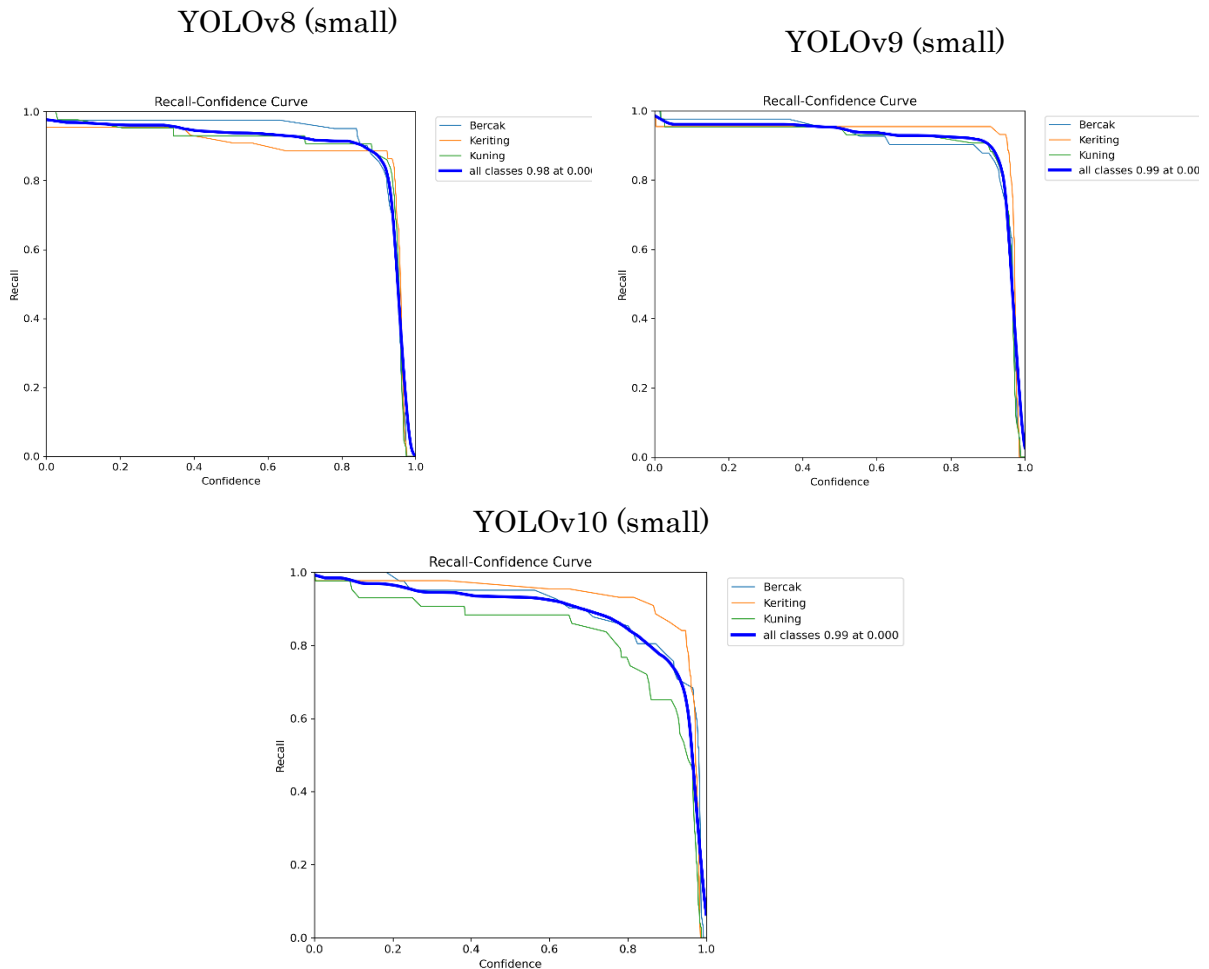 YOLOv8 (small)
YOLOv9 (small)
Recall-Confidence Curve
1.0
0.8
0.6
0.4
0.2
0.0
Recall
0.0 0.2 0.4 0.6 0.8 1.0
Confidence
Bercak
Keriting
Kuning
all classes 0.98 at 0.00
Recall-Confidence Curve
1.0
0.8
0.6
0.4
0.2
0.0
Recall
0.0 0.2 0.4 0.6 0.8 1.0
Confidence
Bercak
Keriting
Kuning
all classes 0.99 at 0.00
YOLOv10 (small)
Recall-Confidence Curve
1.0
0.8
0.6
0.4
0.2
0.0
Recall
0.0 0.2 0.4 0.6 0.8 1.0
Confidence
Bercak
Keriting
Kuning
all classes 0.99 at 0.000